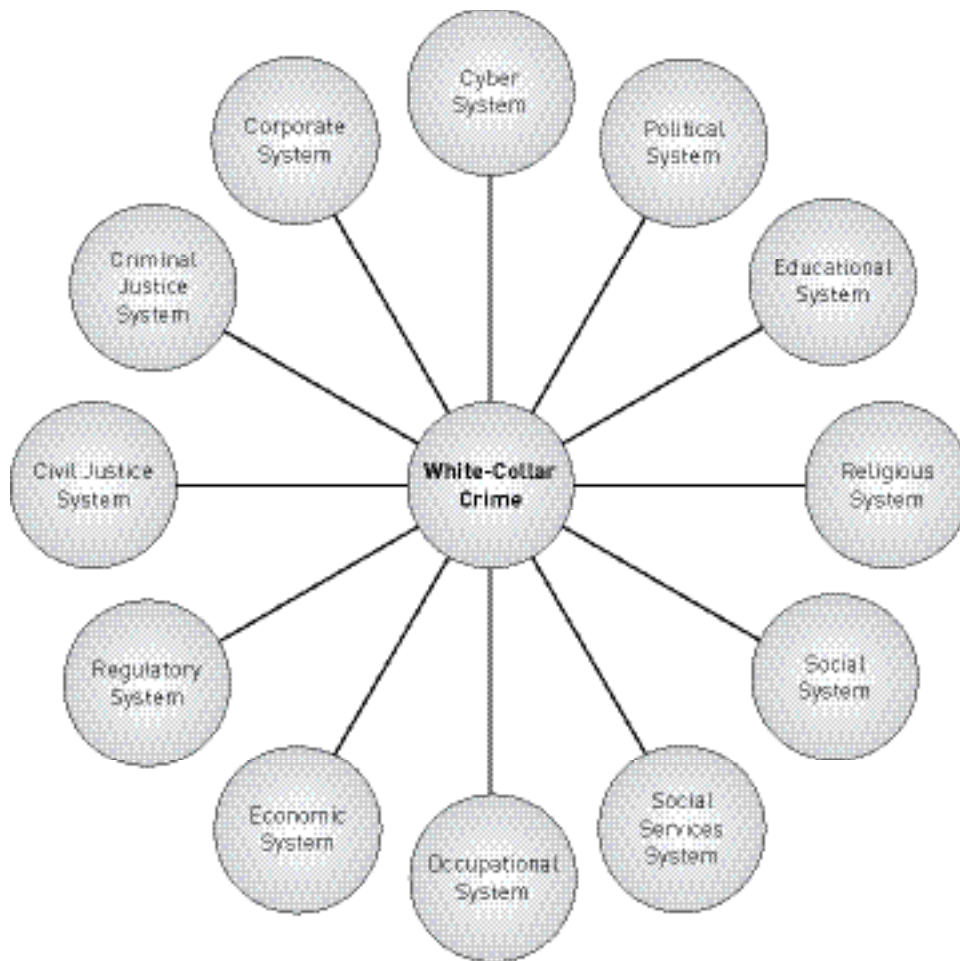 Cyber
System
Political
System
Educational
System
Religious
System
Social
System
Social
Services
System
Occupational
System
Economic
System
Regulatory
System
Civil Justice
System
Criminal
Justice
System
Corporate
System
White-Collar
Crime